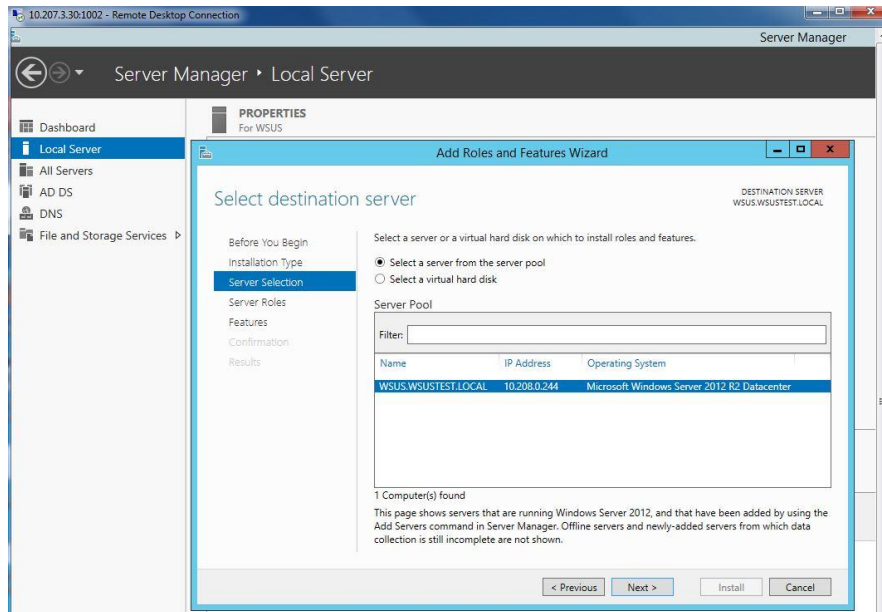 10.207.3.30:1002 - Remote Desktop Connection
Server Manager
Server Manager ‣ Local Server
Dashboard
Local Server
All Servers
AD DS
DNS
File and Storage Services
PROPERTIES
For WSUS
Add Roles and Features Wizard
Select destination server
DESTINATION SERVER
WSUS.WSUSTEST.LOCAL
Before You Begin
Installation Type
Server Selection
Server Roles
Features
Confirmation
Results
Select a server or a virtual hard disk on which to install roles and features.
Select a server from the server pool
Select a virtual hard disk
Server Pool
Filter:
Name IP Address Operating System
WSUS.WSUSTEST.LOCAL 10.208.0.244 Microsoft Windows Server 2012 R2 Datacenter
1 Computer(s) found
This page shows servers that are running Windows Server 2012, and that have been added by using the
Add Servers command in Server Manager. Offline servers and newly-added servers from which data
collection is still incomplete are not shown.
< Previous Next > Install Cancel